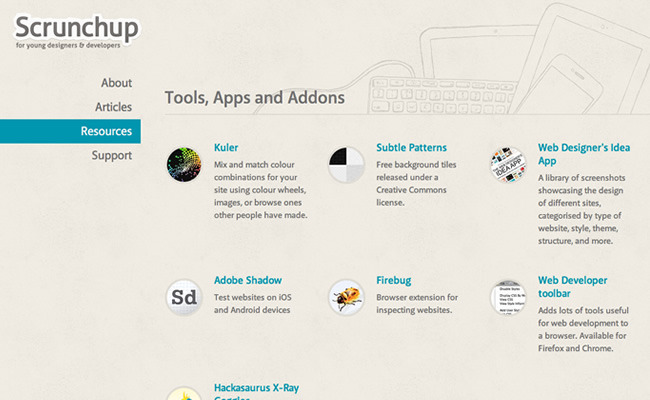 Scrunchup
for young designers & developers
About
Articles
Resources
Support
Tools, Apps and Addons
Kuler
Mix and match colour
combinations for your
site using colour wheels,
images, or browse ones
other people have made.
Subtle Patterns
Free background tiles
released under a
Creative Commons
license.
IDEA APP
Web Designer's Idea
App
A library of screenshots
showcasing the design
of different sites,
categorised by type of
website, style, theme,
structure, and more.
Sd
Adobe Shadow
Test websites on iOS
and Android devices
Firebug
Browser extension for
inspecting websites.
Web Developer
toolbar
Adds lots of tools useful
for web development to
a browser. Available for
Firefox and Chrome.
Hackasaurus X-Ray